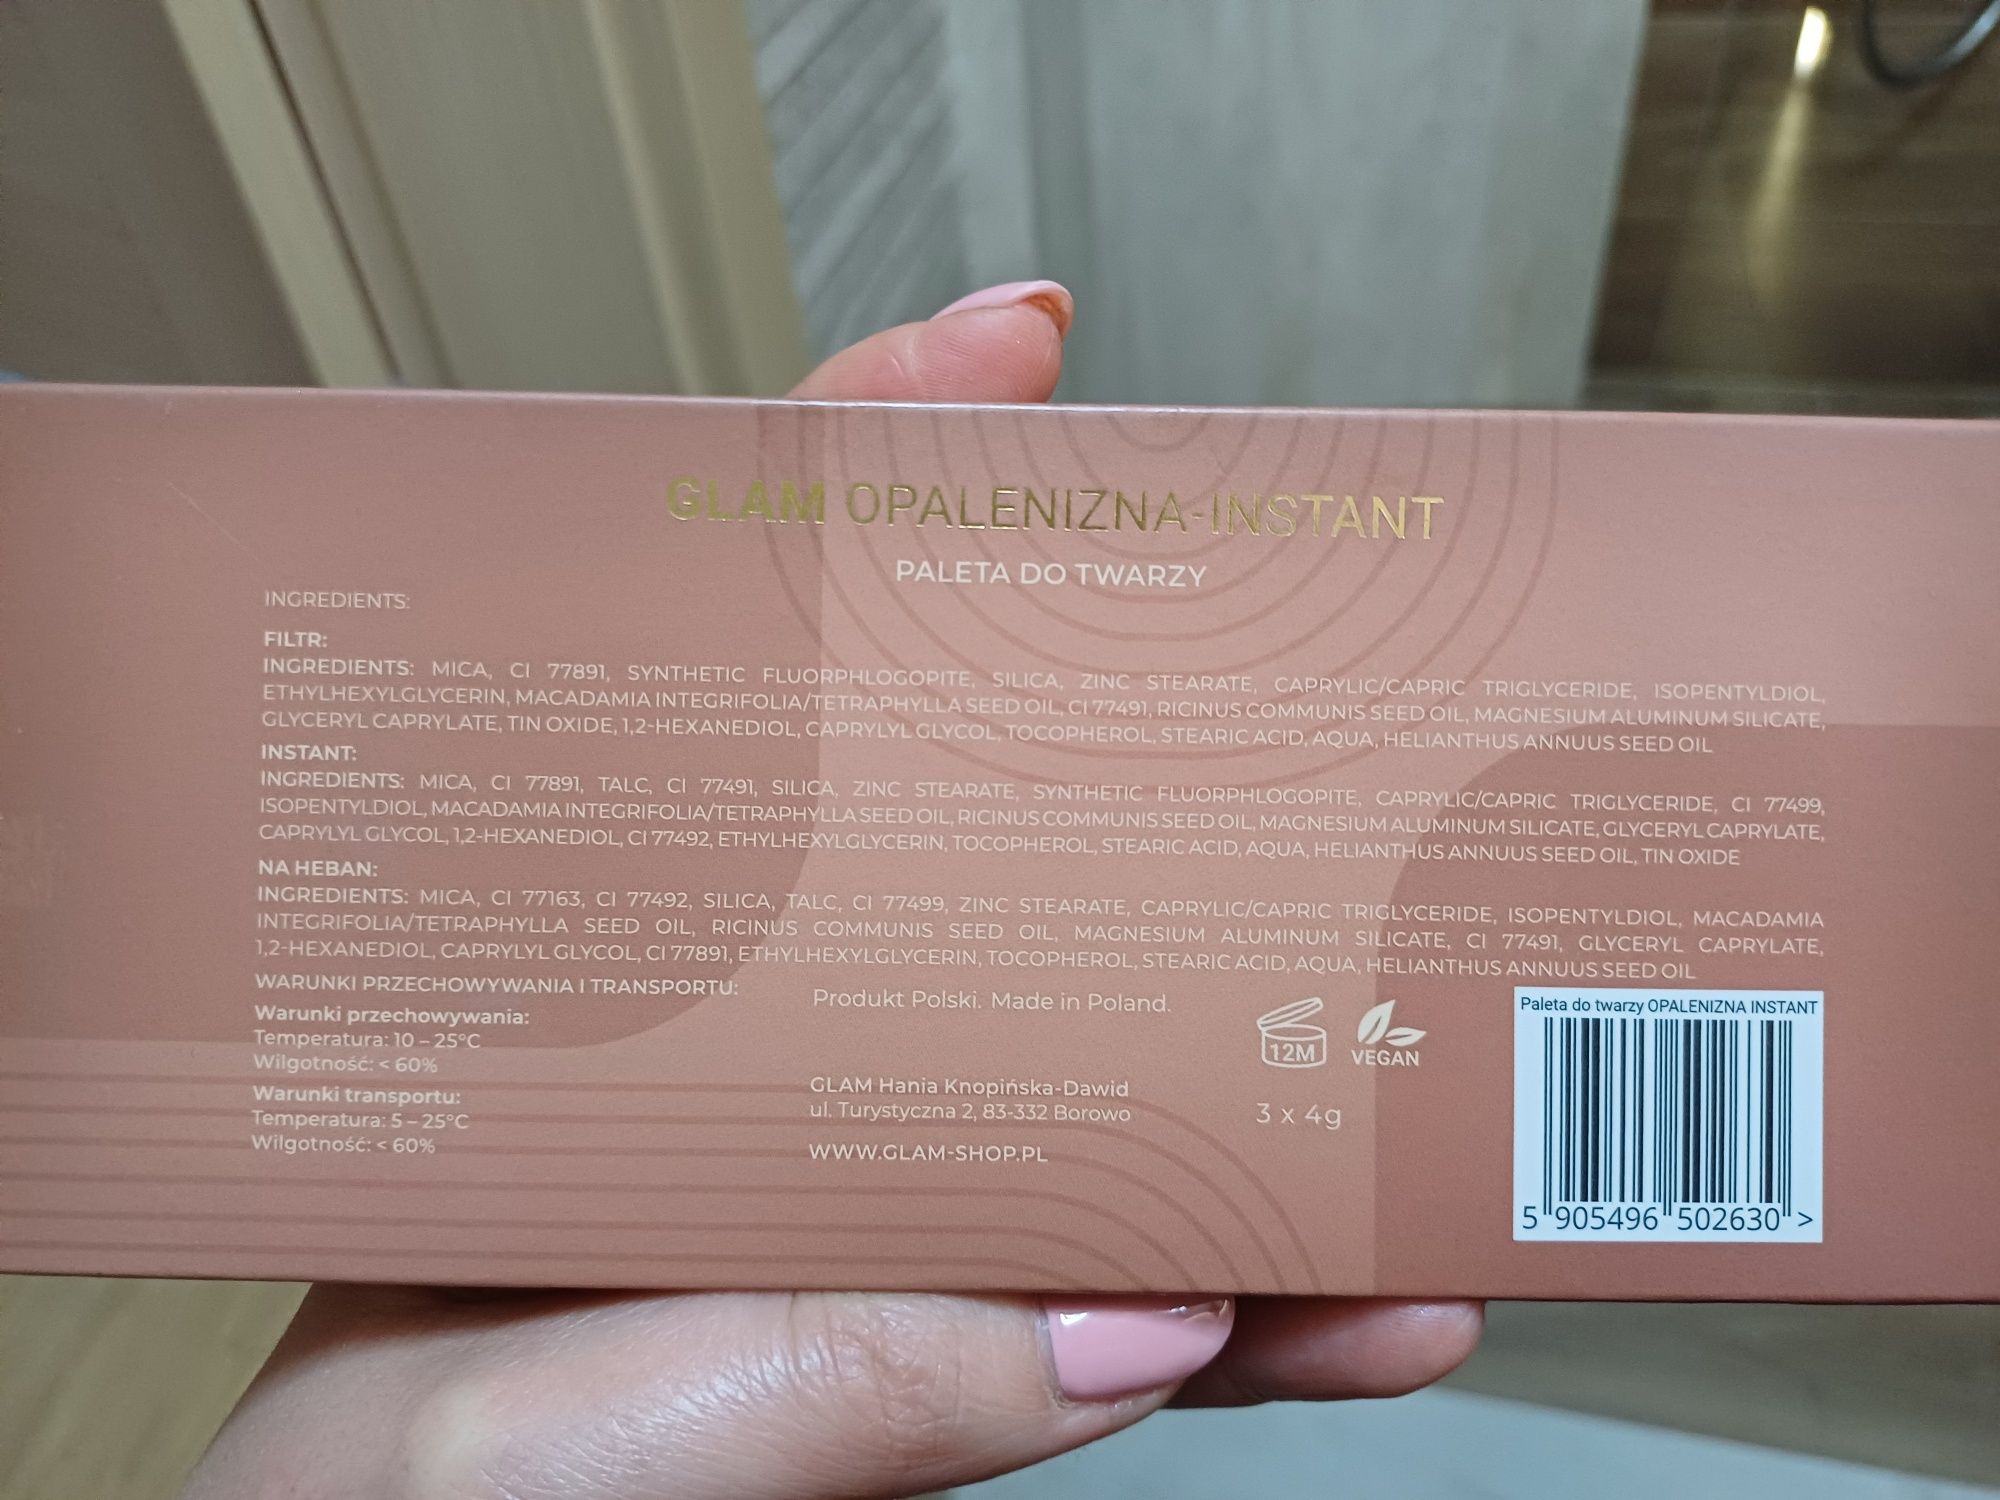 GLAM OPALENIZNA-INSTANT
PALETA DO TWARZY
INGREDIENTS:
FILTR:
INGREDIENTS: MICA, CI 77891, SYNTHETIC FLUORPHLOGOPITE, SILICA, ZINC STEARATE, CAPRYLIC/CAPRIC TRIGLYCERIDE, ISOPENTYLDIOL,
ETHYLHEXYLGLYCERIN, MACADAMIA INTEGRIFOLIA/TETRAPHYLLA SEED OIL, CI 77491, RICINUS COMMUNIS SEED OIL, MAGNESIUM ALUMINUM SILICATE,
GLYCERYL CAPRYLATE, TIN OXIDE, 1,2-HEXANEDIOL, CAPRYLYL GLYCOL, TOCOPHEROL, STEARIC ACID, AQUA, HELIANTHUS ANNUUS SEED OIL
INSTANT:
INGREDIENTS: MICA, CI 77891, TALC, CI 77491, SILICA, ZINC STEARATE, SYNTHETIC FLUORPHLOGOPITE, CAPRYLIC/CAPRIC TRIGLYCERIDE, CI 77499,
ISOPENTYLDIOL, MACADAMIA INTEGRIFOLIA/TETRAPHYLLA SEED OIL, RICINUS COMMUNIS SEED OIL, MAGNESIUM ALUMINUM SILICATE, GLYCERYL CAPRYLATE,
CAPRYLYL GLYCOL, 1,2-HEXANEDIOL, CI 77492, ETHYLHEXYLGLYCERIN, TOCOPHEROL, STEARIC ACID, AQUA, HELIANTHUS ANNUUS SEED OIL, TIN OXIDE
NA HEBAN:
INGREDIENTS: MICA, CI 77163, CI 77492, SILICA, TALC, CI 77499, ZINC STEARATE, CAPRYLIC/CAPRIC TRIGLYCERIDE, ISOPENTYLDIOL, MACADAMIA
INTEGRIFOLIA/TETRAPHYLLA SEED OIL, RICINUS COMMUNIS SEED OIL, MAGNESIUM ALUMINUM SILICATE, CI 77491, GLYCERYL CAPRYLATE,
1,2-HEXANEDIOL, CAPRYLYL GLYCOL, CI 77891, ETHYLHEXYLGLYCERIN, TOCOPHEROL, STEARIC ACID, AQUA, HELIANTHUS ANNUUS SEED OIL
WARUNKI PRZECHOWYWANIA I TRANSPORTU:
Warunki przechowywania:
Temperatura: 10 – 25°C
Wilgotność: < 60%
Warunki transportu:
Temperatura: 5 – 25°C
Wilgotność: < 60%
Produkt Polski. Made in Poland.
GLAM Hania Knopińska-Dawid
ul. Turystyczna 2, 83-332 Borowo
WWW.GLAM-SHOP.PL
12M
VEGAN
3 x 4g
Paleta do twarzy OPALENIZNA INSTANT
5 905496 502630 >